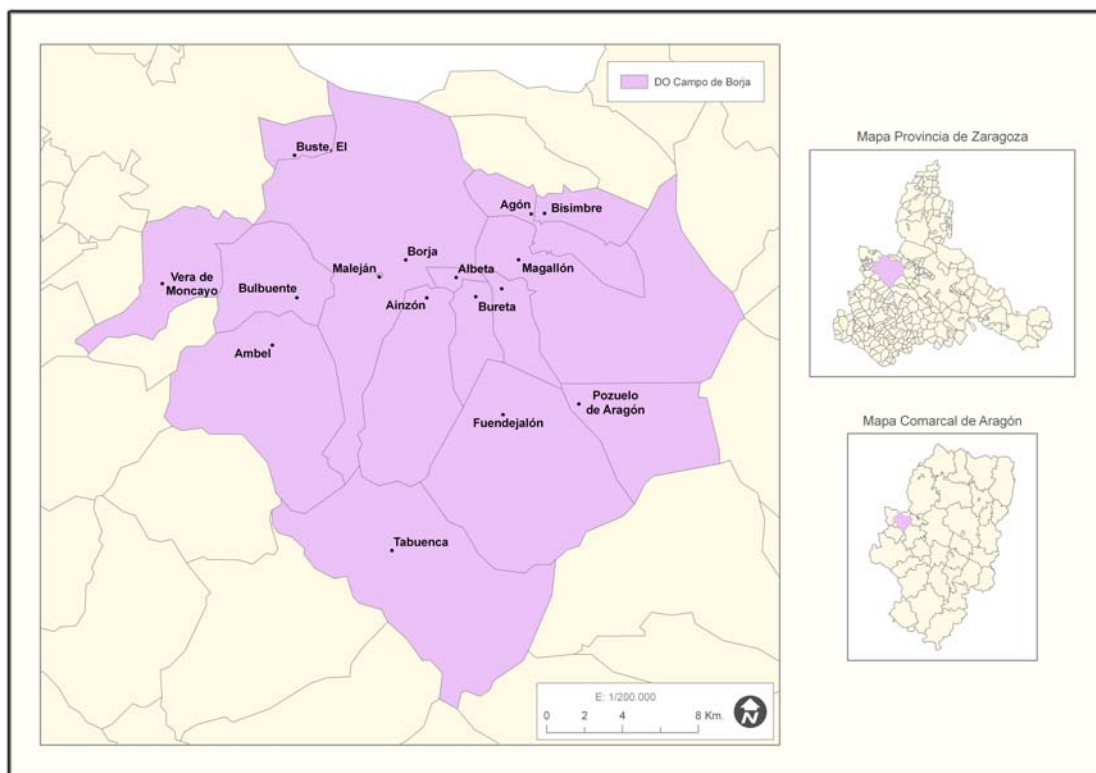 DO Campo de Borja
Buste, El
Agón
Bisimbre
Borja
Vera de
Moncayo
Maleján
Albeta
Magallón
Bulbuente
Ainzón
Bureta
Ambel
Pozuelo
de Aragón
Fuendejalón
Tabuenca
E: 1/200.000
0 2 4 8 Km.
N
Mapa Provincia de Zaragoza
Mapa Comarcal de Aragón